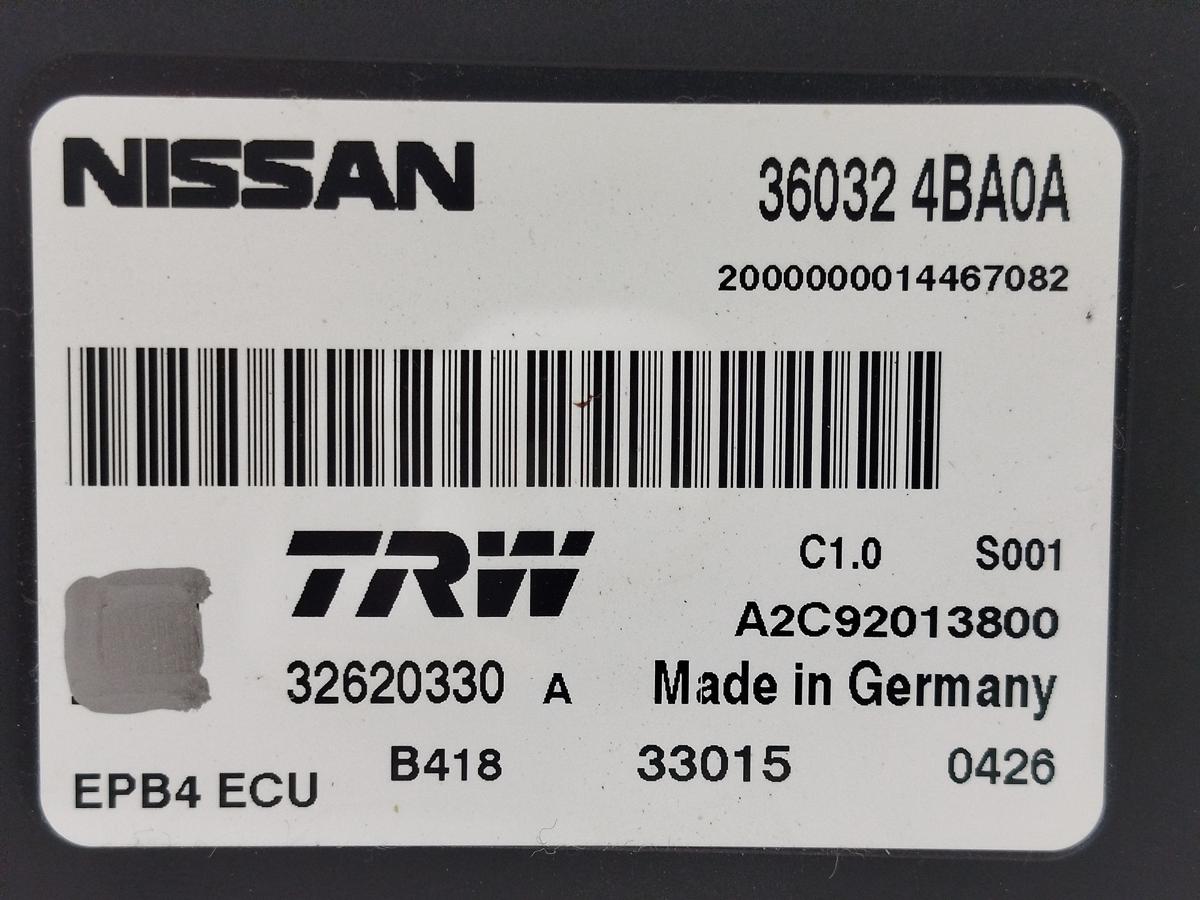 NISSAN
36032 4BA0A
2000000014467082
TRW
C1.0 S001
A2C92013800
32620330 A
Made in Germany
B418 33015 0426
EPB4 ECU